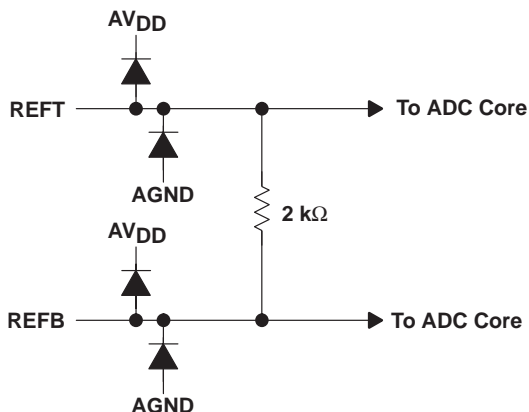 AVDD
REFT
To ADC Core
AGND
2 kΩ
AVDD
REFB
To ADC Core
AGND